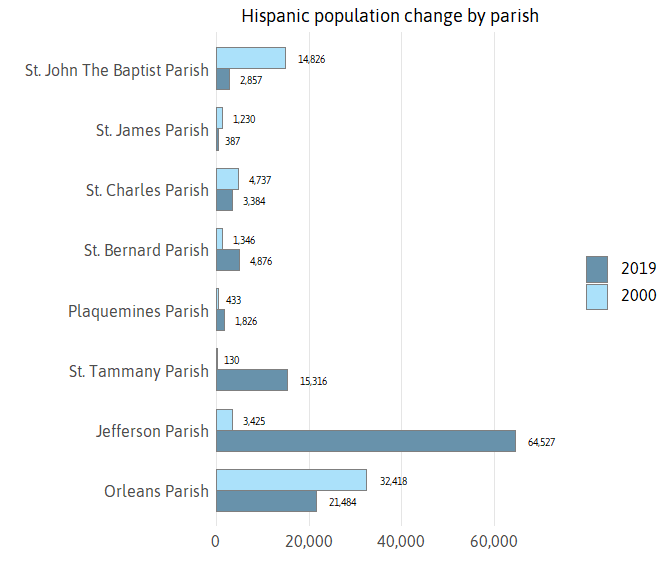 Hispanic population change by parish
St. John The Baptist Parish
14,826
2,857
St. James Parish
1,230
387
St. Charles Parish
4,737
3,384
St. Bernard Parish
1,346
4,876
Plaquemines Parish
433
1,826
St. Tammany Parish
130
15,316
Jefferson Parish
3,425
64,527
Orleans Parish
32,418
21,484
2019
2000
0
20,000
40,000
60,000